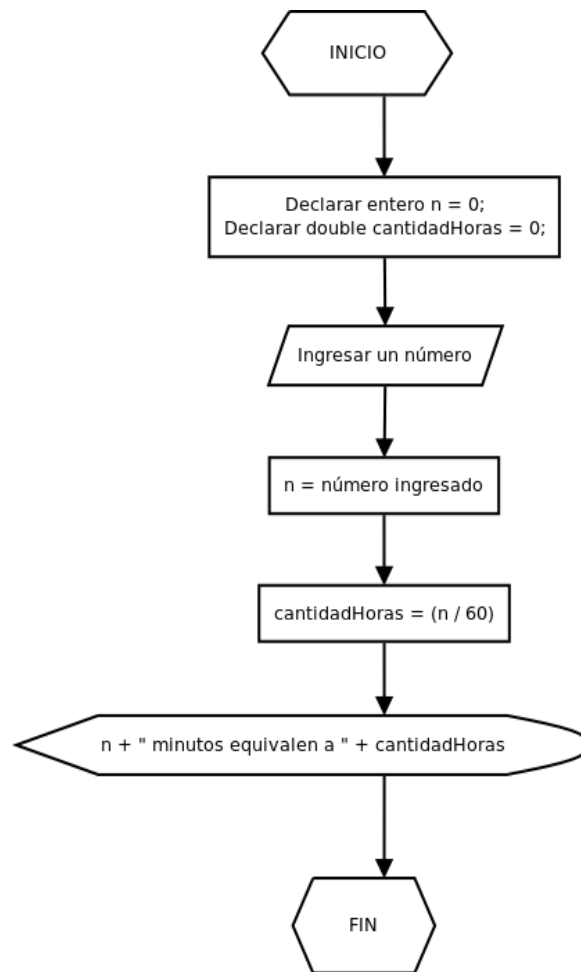 INICIO
Declarar entero n = 0;
Declarar double cantidadHoras = 0;
Ingresar un número
n = número ingresado
cantidadHoras = (n / 60)
n + " minutos equivalen a " + cantidadHoras
FIN